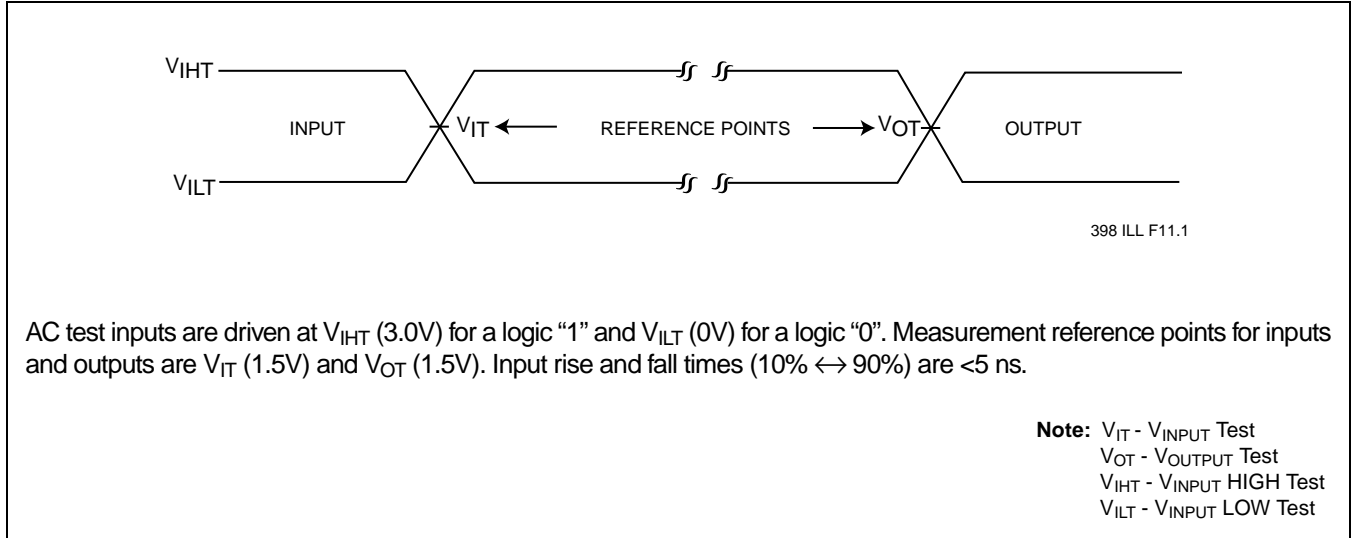 VIHT
INPUT VIT REFERENCE POINTS VOT OUTPUT
VILT
398 ILL F11.1
AC test inputs are driven at VIHT (3.0V) for a logic “1” and VILT (0V) for a logic “0”. Measurement reference points for inputs
and outputs are VIT (1.5V) and VOT (1.5V). Input rise and fall times (10% ↔ 90%) are <5 ns.
Note: VIT - VINPUT Test
VOT - VOUTPUT Test
VIHT - VINPUT HIGH Test
VILT - VINPUT LOW Test